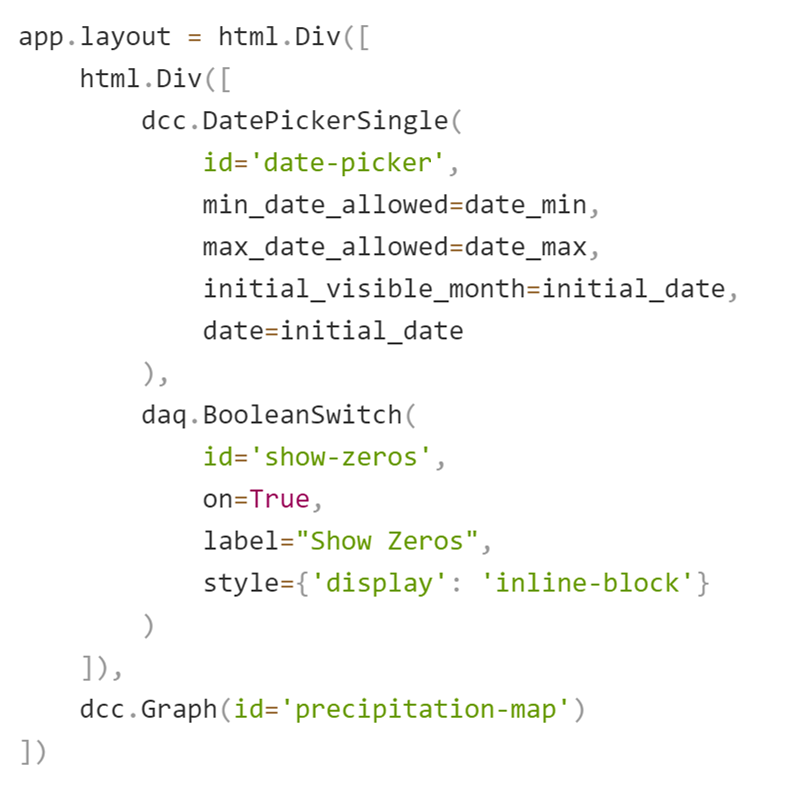 app.layout = html.Div([
    html.Div([
        dcc.DatePickerSingle(
            id='date-picker',
            min_date_allowed=date_min,
            max_date_allowed=date_max,
            initial_visible_month=initial_date,
            date=initial_date
        ),
        daq.BooleanSwitch(
            id='show-zeros',
            on=True,
            label="Show Zeros",
            style={'display': 'inline-block'}
        )
    ]),
    dcc.Graph(id='precipitation-map')
])